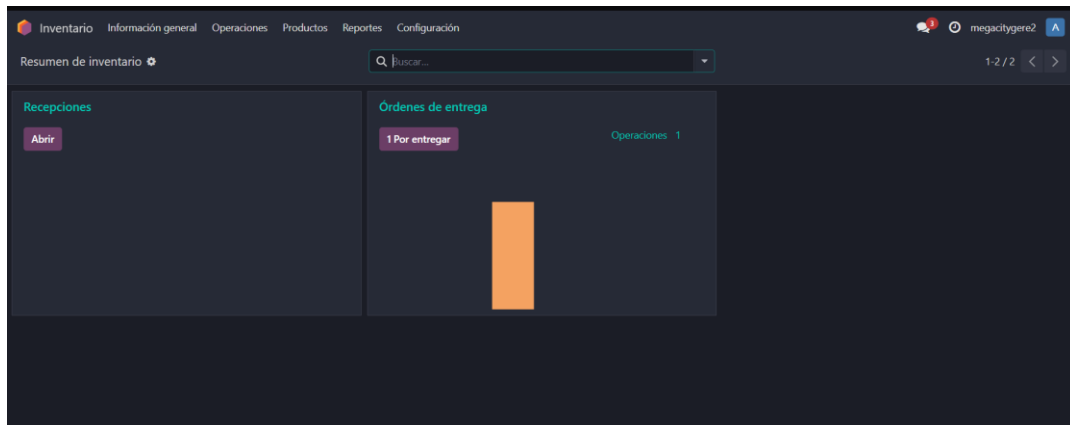 Inventario Información general Operaciones Productos Reportes Configuración 3 megacitygere2 A
Resumen de inventario Buscar... 1-2 / 2
Recepciones
Abrir
Órdenes de entrega
1 Por entregar Operaciones 1